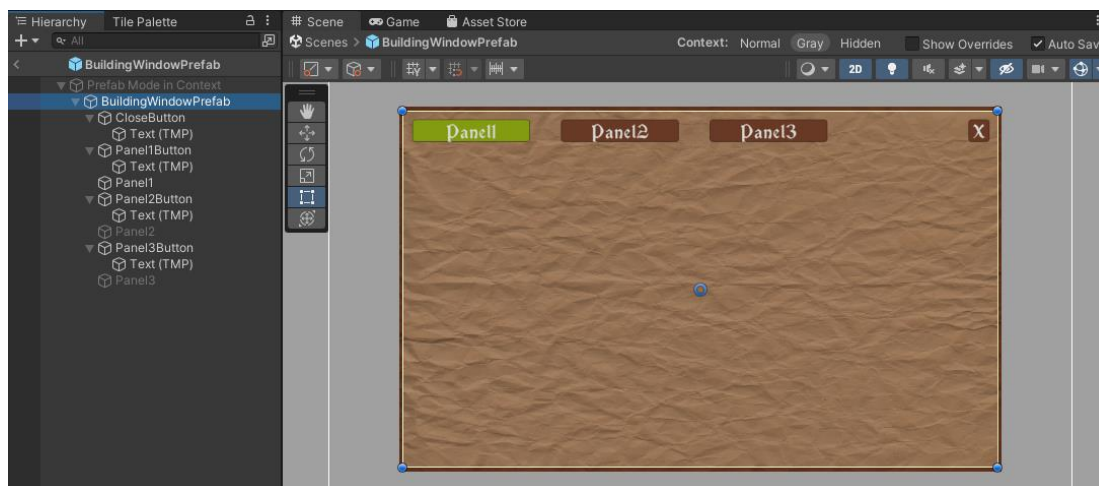 Hierarchy Tile Palette
All
BuildingWindowPrefab
Prefab Mode in Context
BuildingWindowPrefab
CloseButton
Text (TMP)
Panel1Button
Text (TMP)
Panel1
Panel2Button
Text (TMP)
Panel2
Panel3Button
Text (TMP)
Panel3
Scene Game Asset Store
Scenes > BuildingWindowPrefab Context: Normal Gray Hidden Show Overrides Auto Sav
2D
Panel1 Panel2 Panel3 X